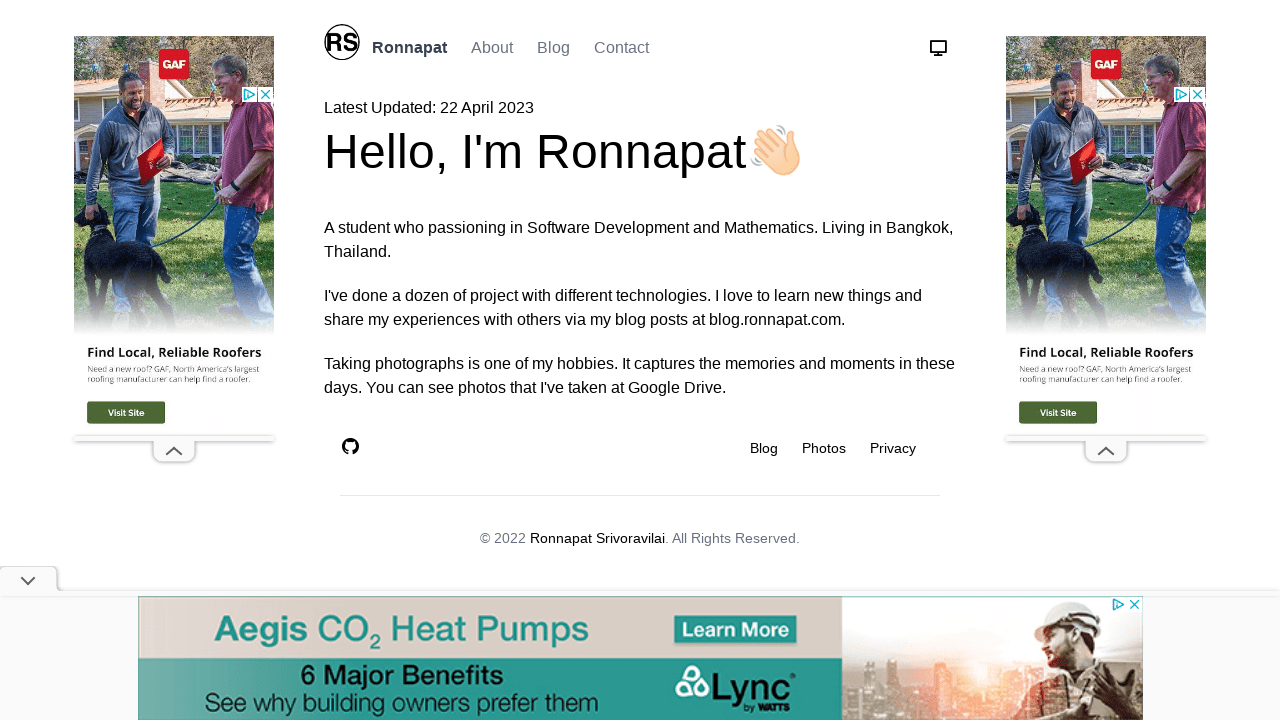 GAF
Find Local, Reliable Roofers
Need a new roof? GAF, North America's largest
roofing manufacturer can help find a roofer.
Visit Site
RS
Ronnapat
About
Blog
Contact
Latest Updated: 22 April 2023
Hello, I'm Ronnapat👋🏻
A student who passioning in Software Development and Mathematics. Living in Bangkok,
Thailand.
I've done a dozen of project with different technologies. I love to learn new things and
share my experiences with others via my blog posts at blog.ronnapat.com.
Taking photographs is one of my hobbies. It captures the memories and moments in these
days. You can see photos that I've taken at Google Drive.
Blog
Photos
Privacy
© 2022 Ronnapat Srivoravilai. All Rights Reserved.
GAF
Find Local, Reliable Roofers
Need a new roof? GAF, North America's largest
roofing manufacturer can help find a roofer.
Visit Site
Aegis CO₂ Heat Pumps
6 Major Benefits
See why building owners prefer them
Learn More
Lync
by WATTS